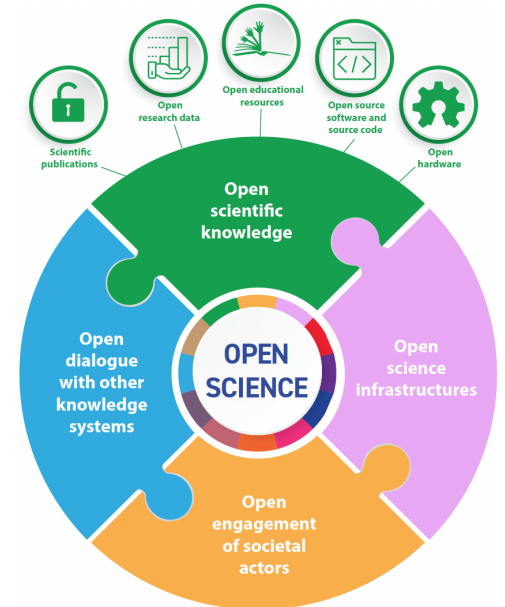 Scientific
publications
Open
research data
Open educational
resources
Open source
software and
source code
Open
hardware
Open
scientific
knowledge
Open
dialogue
with other
knowledge
systems
OPEN
SCIENCE
Open
science
infrastructures
Open
engagement
of societal
actors